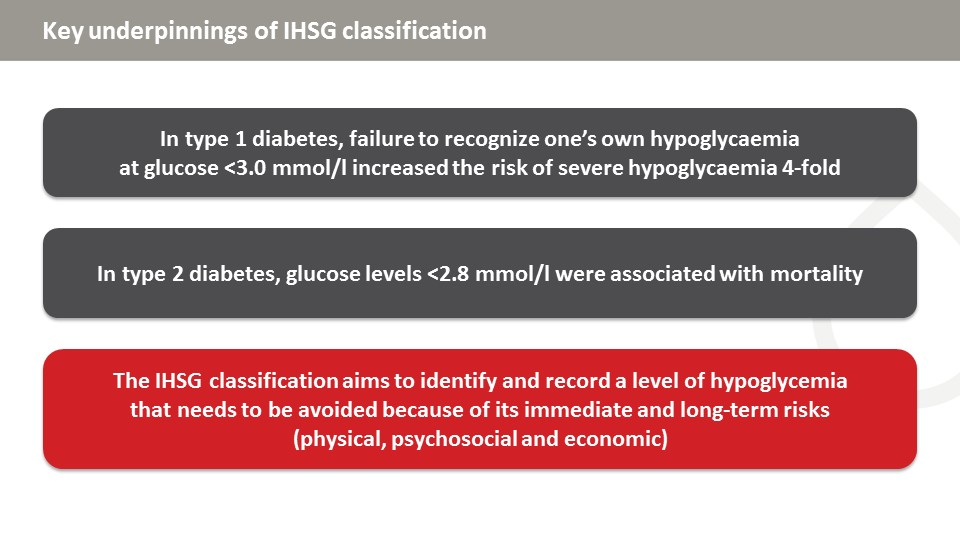 Key underpinnings of IHSG classification
In type 1 diabetes, failure to recognize one’s own hypoglycaemia
at glucose <3.0 mmol/l increased the risk of severe hypoglycaemia 4-fold
In type 2 diabetes, glucose levels <2.8 mmol/l were associated with mortality
The IHSG classification aims to identify and record a level of hypoglycemia
that needs to be avoided because of its immediate and long-term risks
(physical, psychosocial and economic)